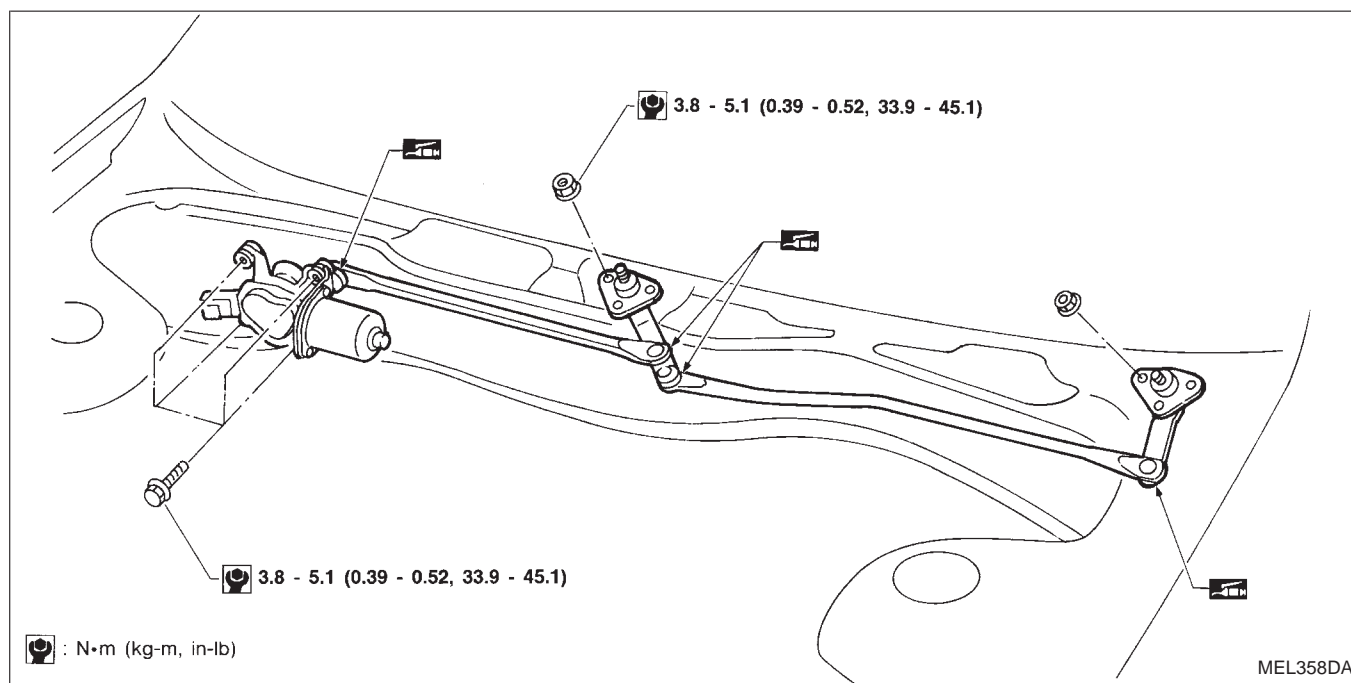 3.8 - 5.1 (0.39 - 0.52, 33.9 - 45.1)
3.8 - 5.1 (0.39 - 0.52, 33.9 - 45.1)
: N•m (kg-m, in-lb)
MEL358DA